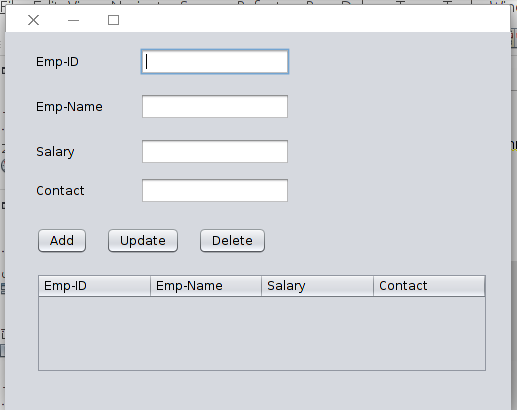 Emp-ID
Emp-Name
Salary
Contact
Add Update Delete
Emp-ID Emp-Name Salary Contact